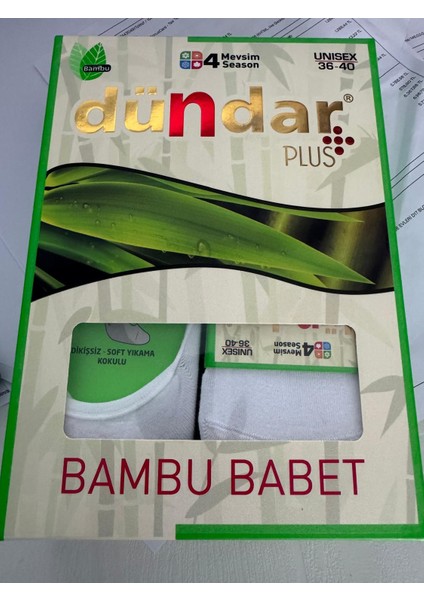 Bambu
4 Mevsim
Season
UNISEX
36-40
dündar®
PLUS
DİKİŞSİZ - SOFT YIKAMA
KOKULU
UNISEX
36-40
4 Mevsim
Season
BAMBU BABET